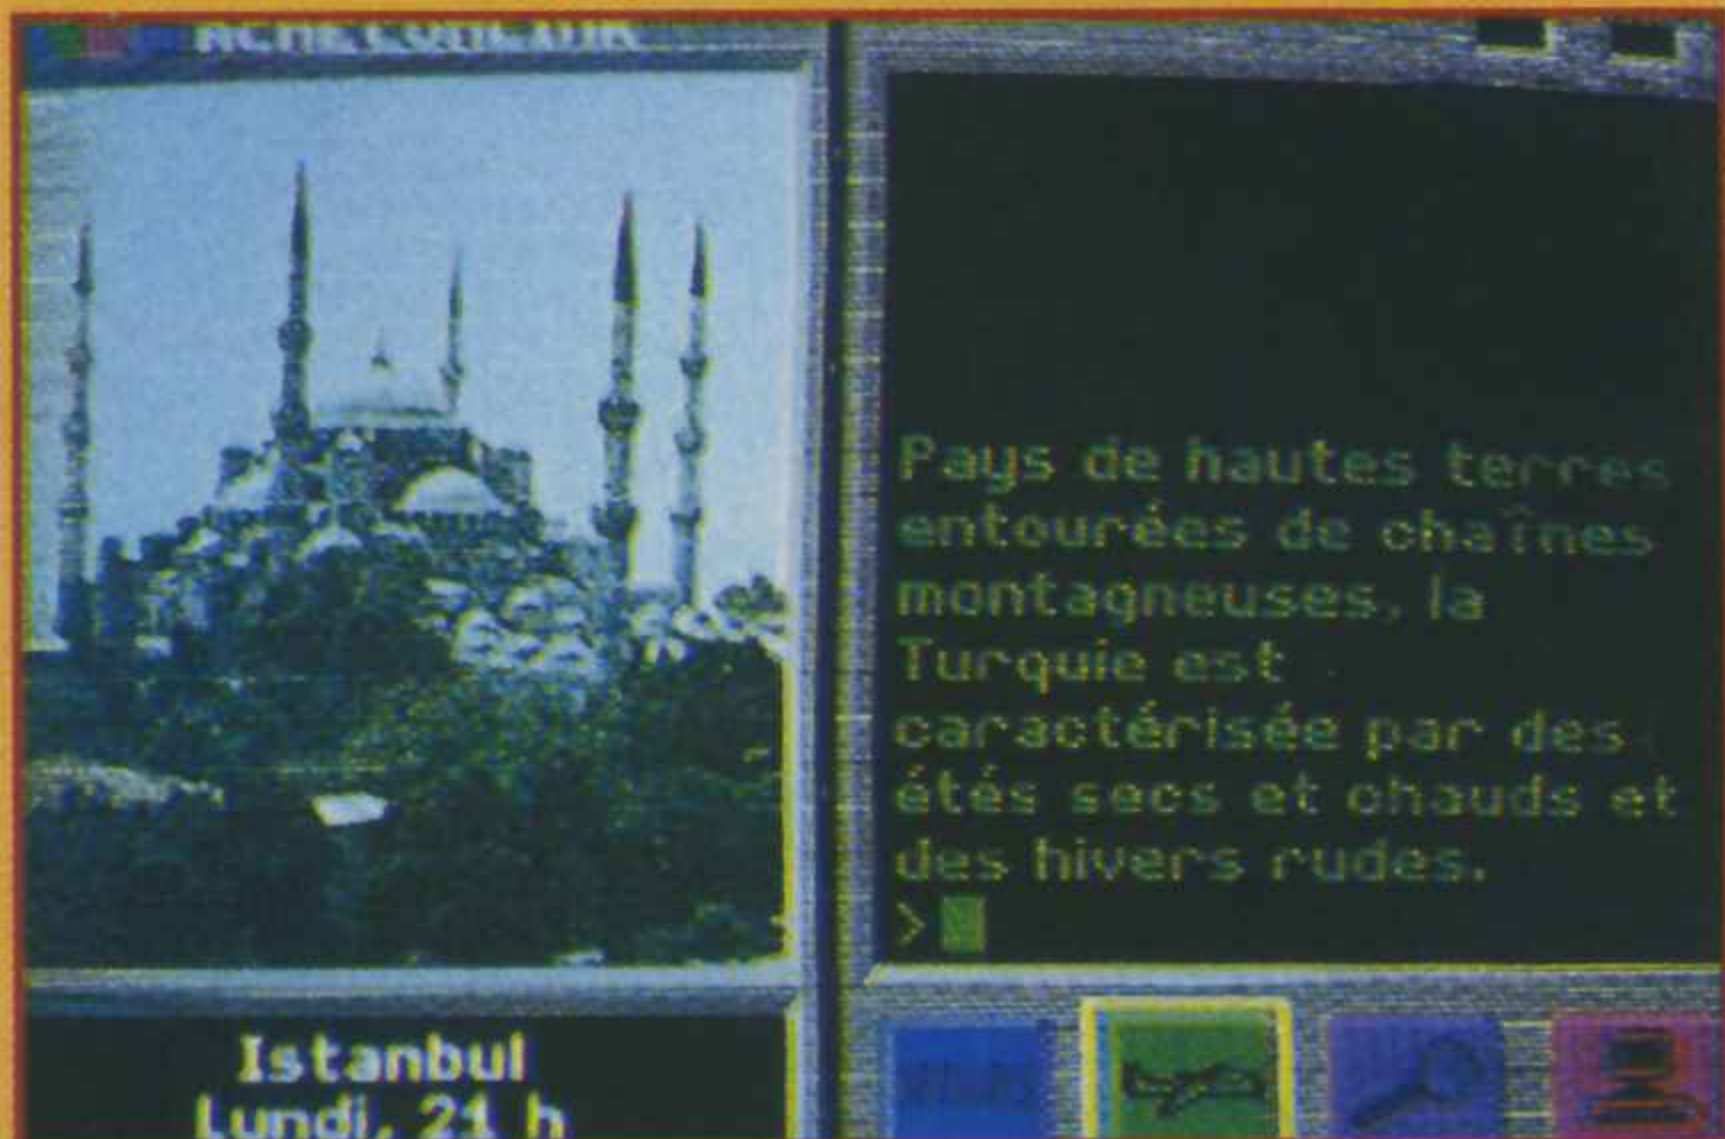 Pays de hautes terres
entourées de chaînes
montagneuses, la
Turquie est
caractérisée par des
étés secs et chauds et
des hivers rudes.
>
Istanbul
Lundi, 21 h